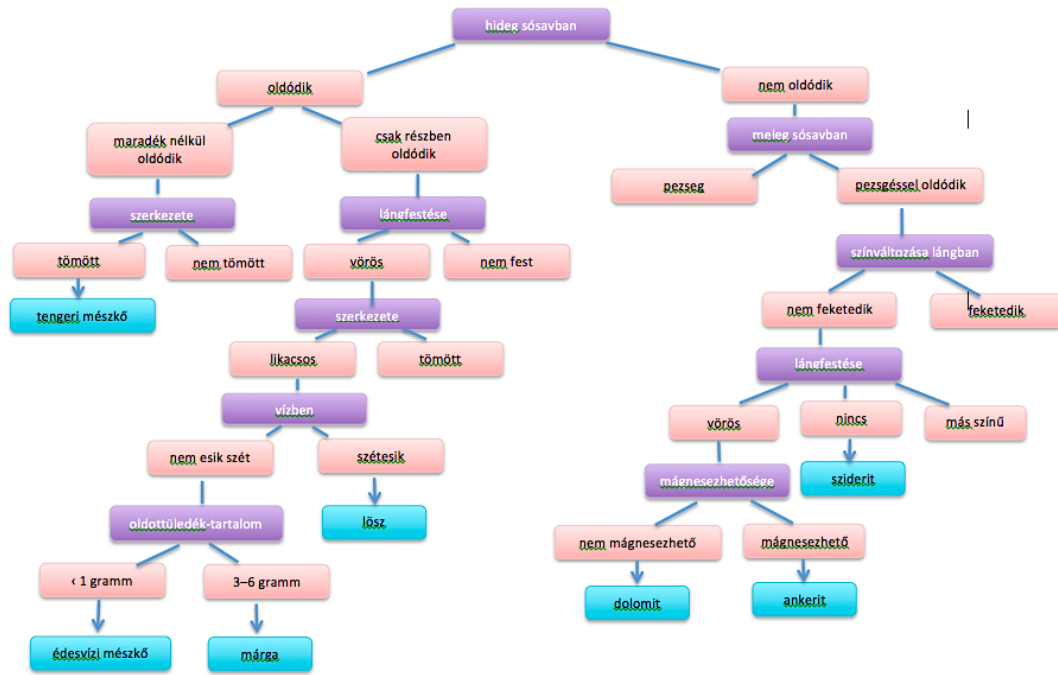 hideg sósavban
oldódik
nem oldódik
maradék nélkül
oldódik
csak részben
oldódik
meleg sósavban
pezseg
pezsgéssel oldódik
szerkezete
lángfestése
színváltozása lángban
tömött
nem tömött
vörös
nem fest
tengeri mészkő
szerkezete
nem feketedik
feketedik
likacsos
tömött
lángfestése
vízben
vörös
nincs
más színű
nem esik szét
szétesik
mágnesezhetősége
sziderit
oldottüledék-tartalom
lösz
nem mágnesezhető
mágnesezhető
‹ 1 gramm
3–6 gramm
dolomit
ankerit
édesvízi mészkő
márga